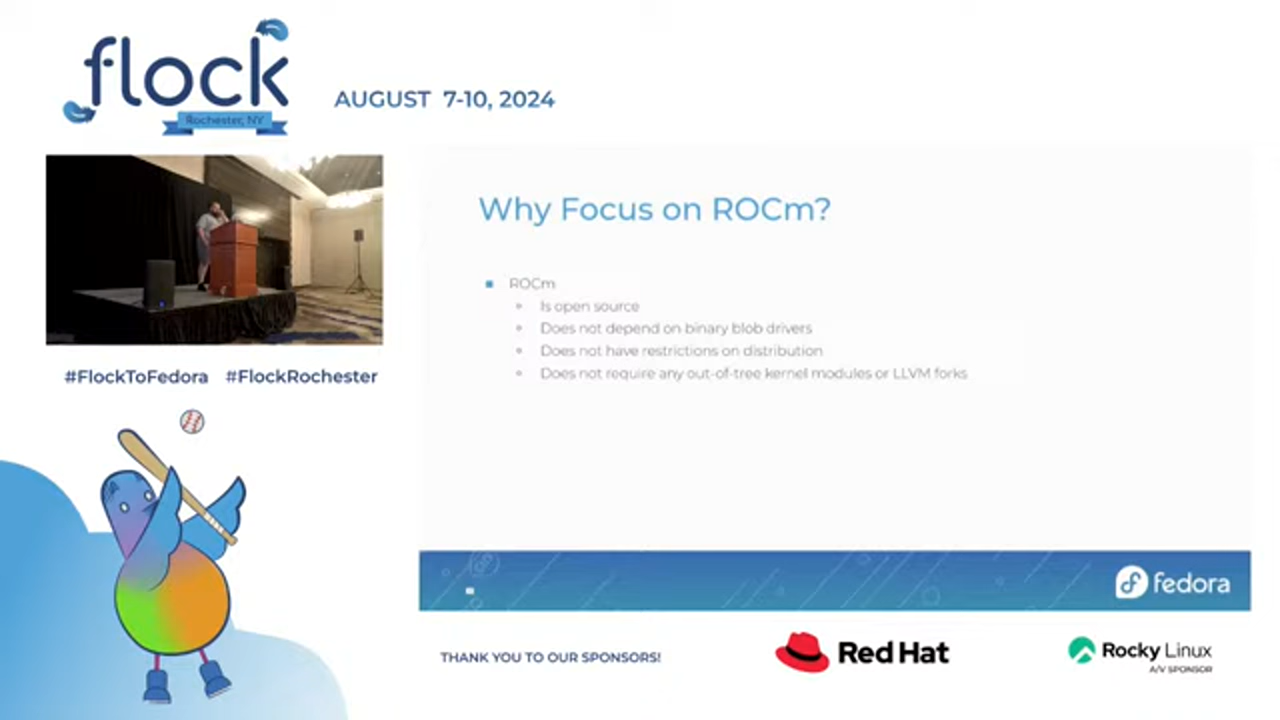 flock
Rochester, NY
AUGUST 7-10, 2024
#FlockToFedora #FlockRochester
Why Focus on ROCm?
ROCm
Is open source
Does not depend on binary blob drivers
Does not have restrictions on distribution
Does not require any out-of-tree kernel modules or LLVM forks
fedora
THANK YOU TO OUR SPONSORS!
Red Hat
Rocky Linux
A/V SPONSOR